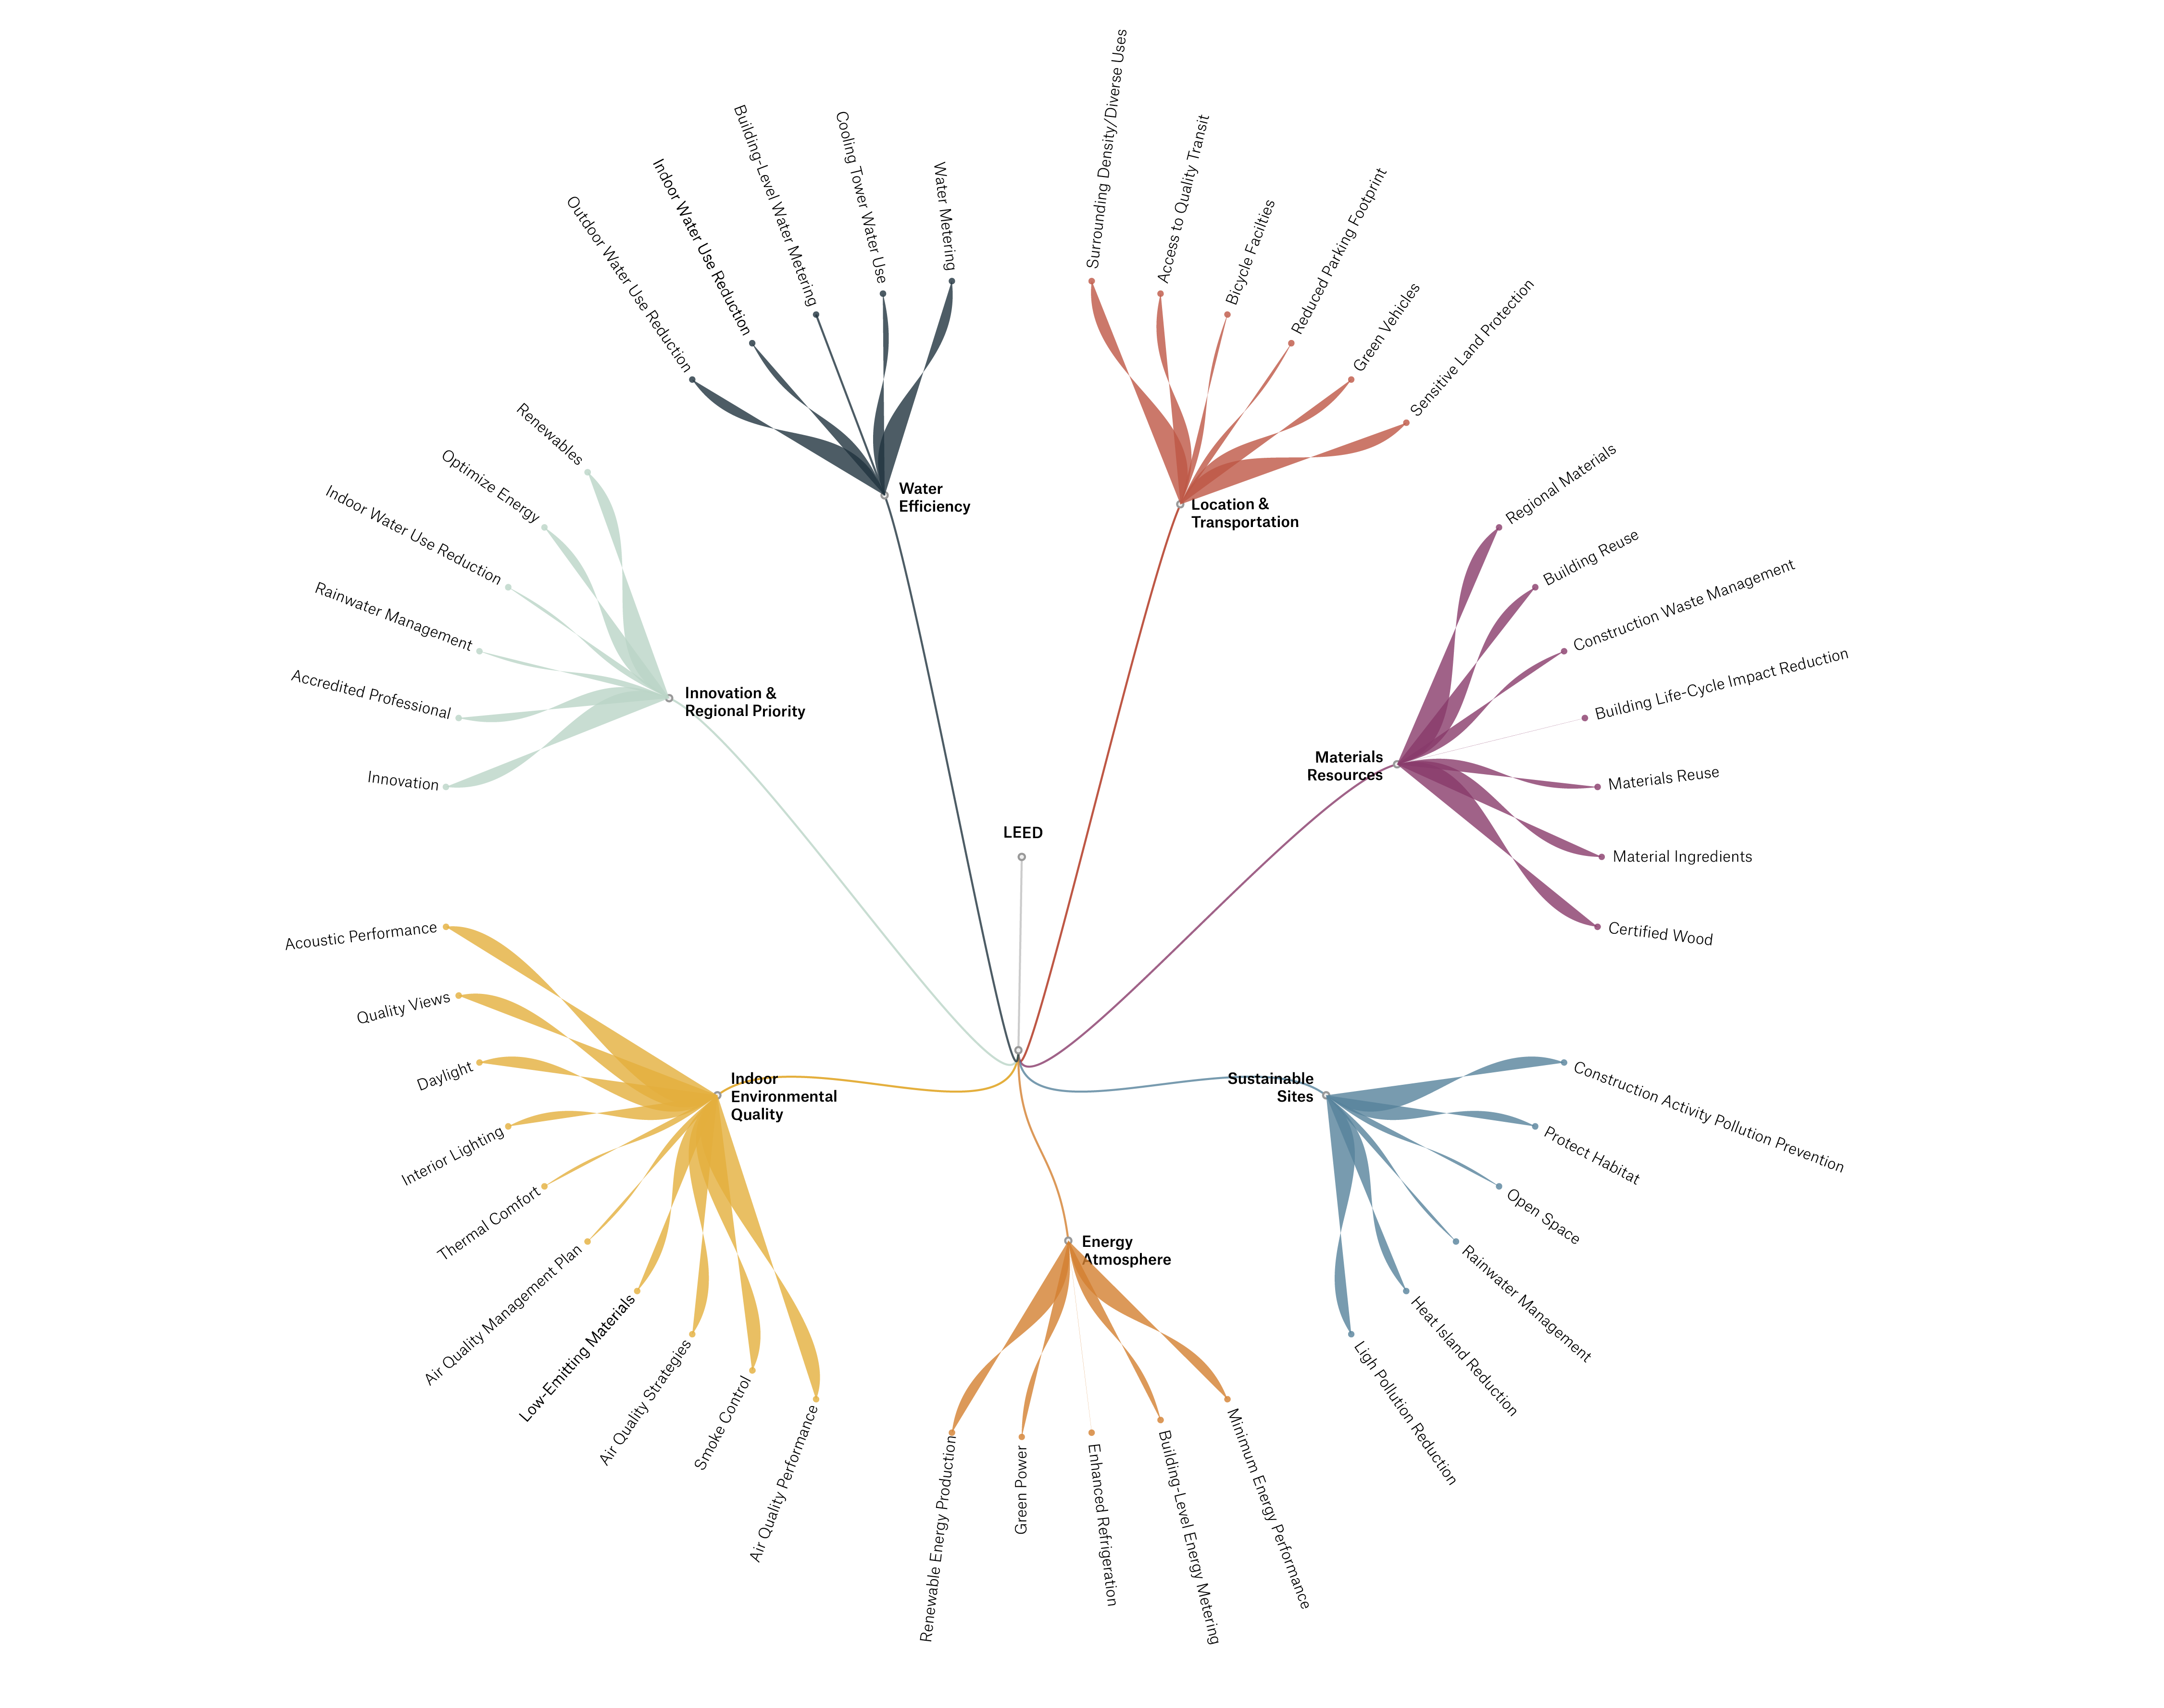 Surrounding Density/Diverse Uses
Access to Quality Transit
Bicycle Facilties
Reduced Parking Footprint
Green Vehicles
Sensitive Land Protection
Location &
Transportation
Regional Materials
Building Reuse
Construction Waste Management
Building Life-Cycle Impact Reduction
Materials Reuse
Material Ingredients
Certified Wood
Materials
Resources
Construction Activity Pollution Prevention
Protect Habitat
Open Space
Rainwater Management
Heat Island Reduction
Ligh Pollution Reduction
Sustainable
Sites
Minimum Energy Performance
Building-Level Energy Metering
Enhanced Refrigeration
Green Power
Renewable Energy Production
Energy
Atmosphere
Air Quality Performance
Smoke Control
Air Quality Strategies
Low-Emitting Materials
Air Quality Management Plan
Thermal Comfort
Interior Lighting
Daylight
Quality Views
Acoustic Performance
Indoor
Environmental
Quality
Innovation
Accredited Professional
Rainwater Management
Indoor Water Use Reduction
Optimize Energy
Renewables
Innovation &
Regional Priority
Outdoor Water Use Reduction
Indoor Water Use Reduction
Building-Level Water Metering
Cooling Tower Water Use
Water Metering
Water
Efficiency
LEED